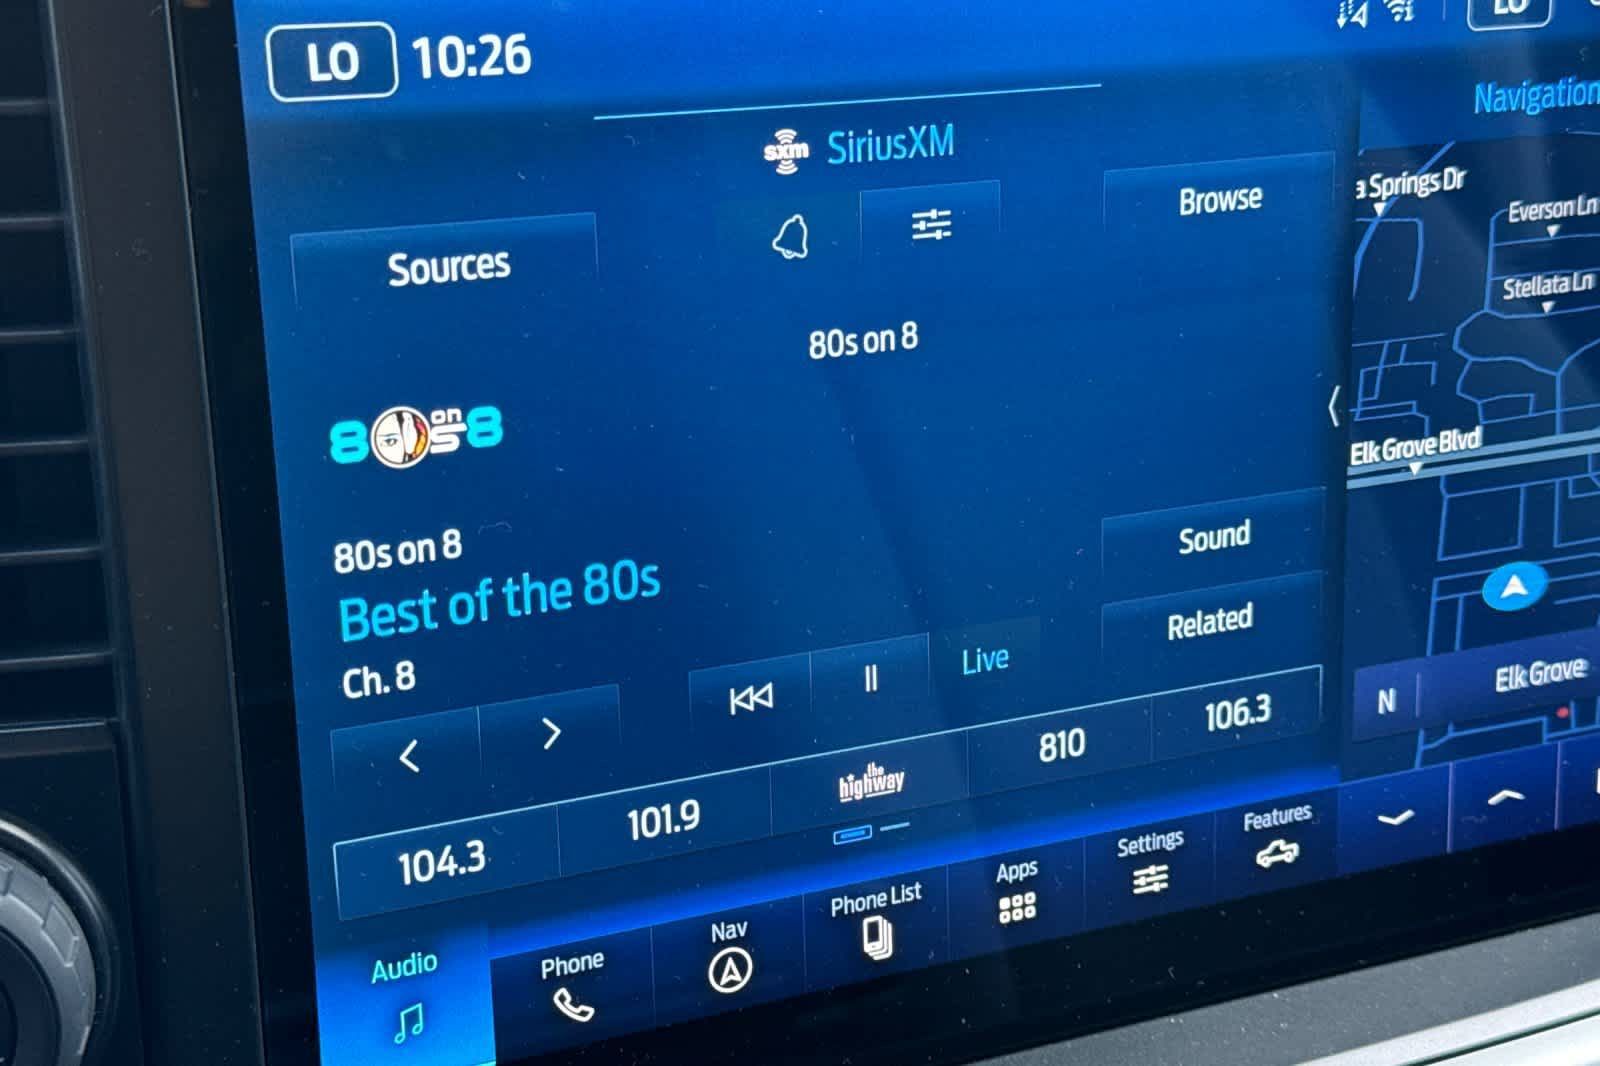 LO 10:26
LO
sxm SiriusXM
Navigation
Sources
Browse
a Springs Dr
Everson Ln
Stellata Ln
80s on 8
80s on 8
Elk Grove Blvd
80s on 8
Best of the 80s
Ch. 8
Sound
Related
Live
N
Elk Grove
104.3
101.9
the highway
810
106.3
Audio
Phone
Nav
Phone List
Apps
Settings
Features